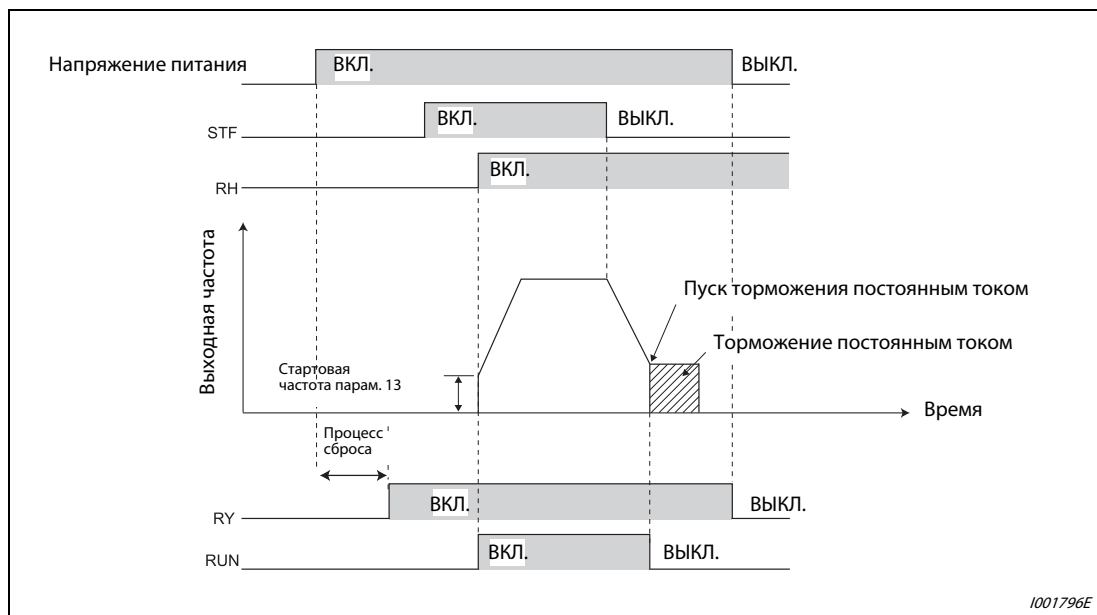 Напряжение питания
ВКЛ.
ВЫКЛ.
STF
ВКЛ.
ВЫКЛ.
RH
ВКЛ.
Выходная частота
Пуск торможения постоянным током
Торможение постоянным током
Стартовая
частота парам. 13
Время
Процесс
сброса
RY
ВКЛ.
ВЫКЛ.
RUN
ВКЛ.
ВЫКЛ.
I001796E